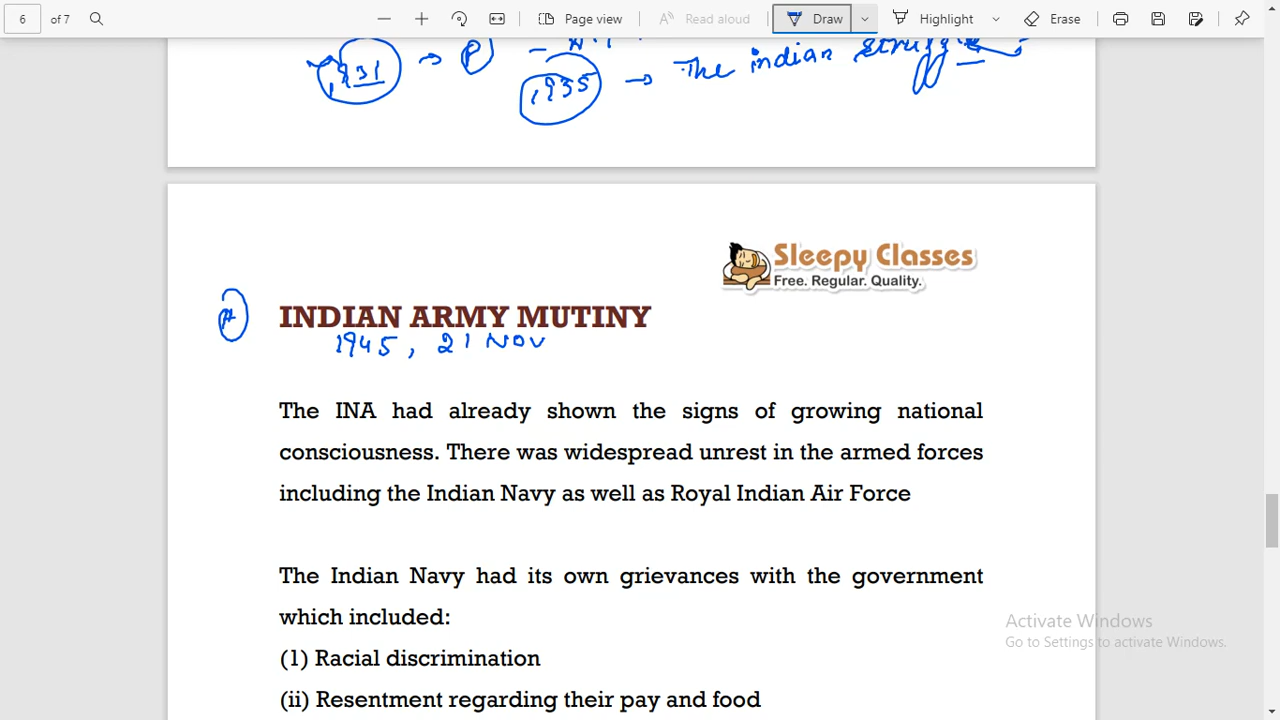 6 of 7 Page view Read aloud Draw Highlight Erase
1931 → P
1935 → The indian
Sleepy Classes
Free. Regular. Quality.
INDIAN ARMY MUTINY
1945, 21 Nov
The INA had already shown the signs of growing national
consciousness. There was widespread unrest in the armed forces
including the Indian Navy as well as Royal Indian Air Force
The Indian Navy had its own grievances with the government
which included:
Activate Windows
Go to Settings to activate Windows.
(1) Racial discrimination
(ii) Resentment regarding their pay and food